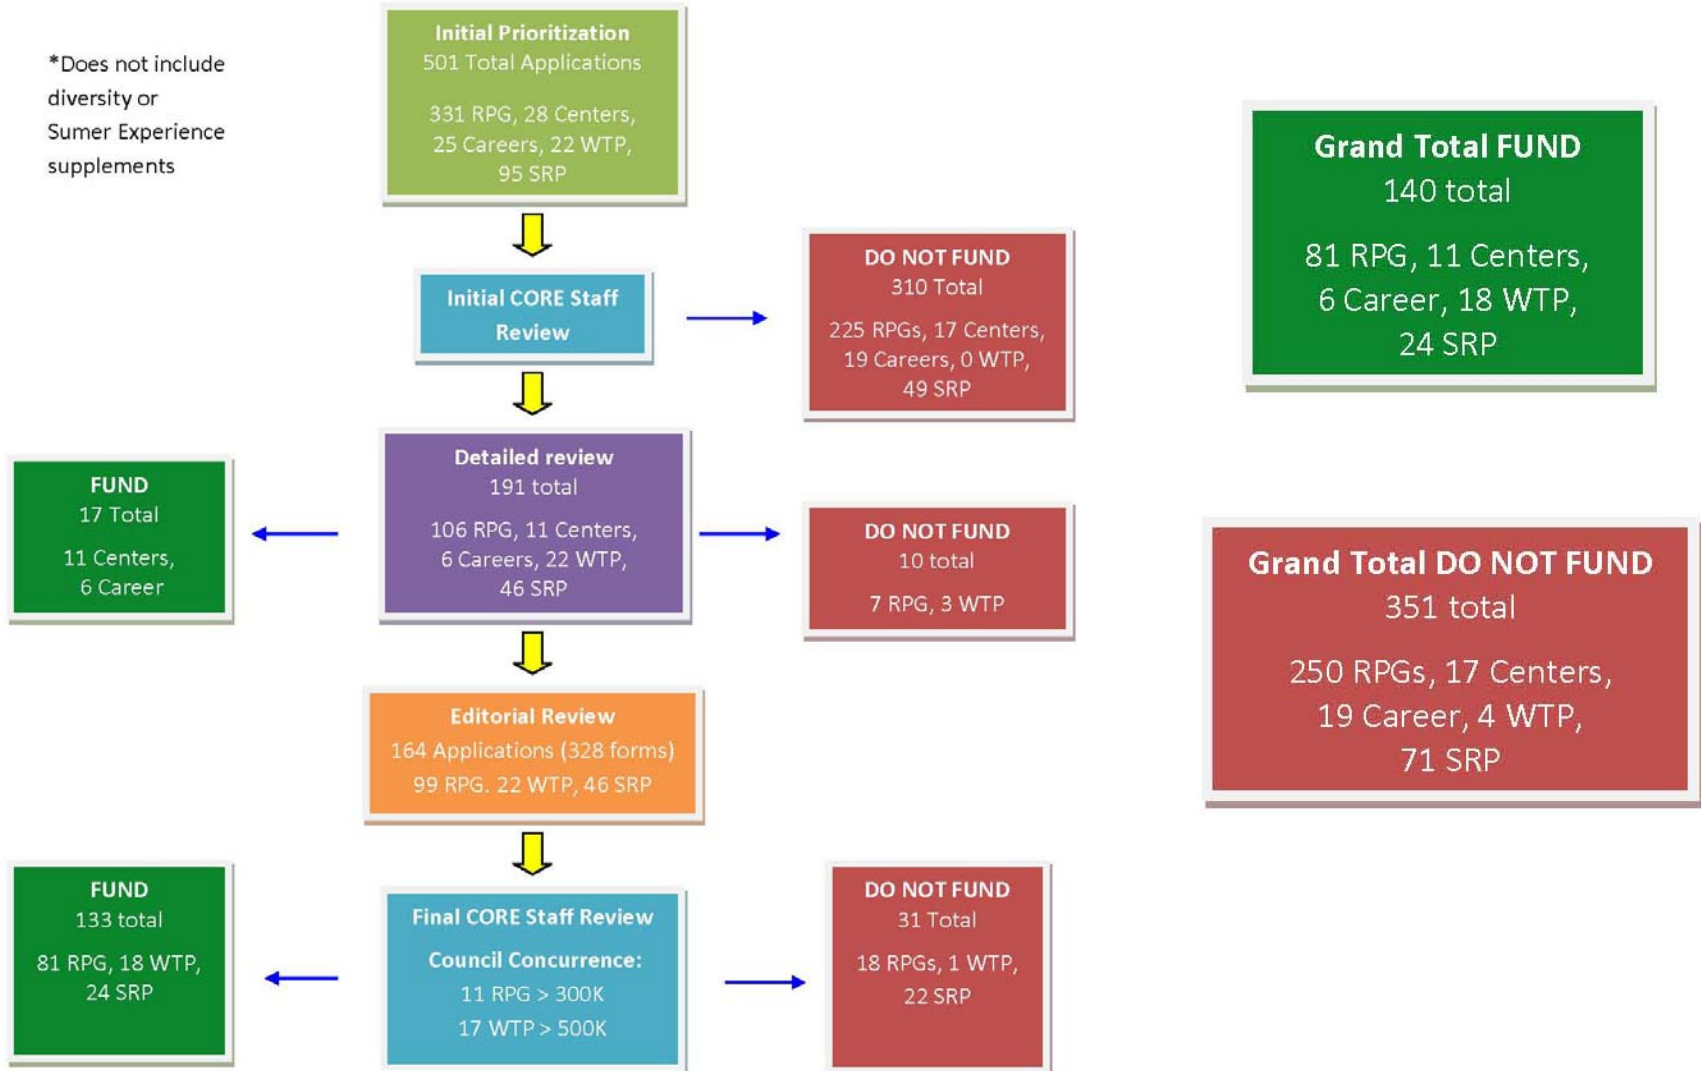 *Does not include
diversity or
Sumer Experience
supplements
Initial Prioritization
501 Total Applications
331 RPG, 28 Centers,
25 Careers, 22 WTP,
95 SRP
Initial CORE Staff
Review
DO NOT FUND
310 Total
225 RPGs, 17 Centers,
19 Careers, 0 WTP,
49 SRP
FUND
17 Total
11 Centers,
6 Career
Detailed review
191 total
106 RPG, 11 Centers,
6 Careers, 22 WTP,
46 SRP
DO NOT FUND
10 total
7 RPG, 3 WTP
Editorial Review
164 Applications (328 forms)
99 RPG. 22 WTP, 46 SRP
FUND
133 total
81 RPG, 18 WTP,
24 SRP
Final CORE Staff Review
Council Concurrence:
11 RPG > 300K
17 WTP > 500K
DO NOT FUND
31 Total
18 RPGs, 1 WTP,
22 SRP
Grand Total FUND
140 total
81 RPG, 11 Centers,
6 Career, 18 WTP,
24 SRP
Grand Total DO NOT FUND
351 total
250 RPGs, 17 Centers,
19 Career, 4 WTP,
71 SRP